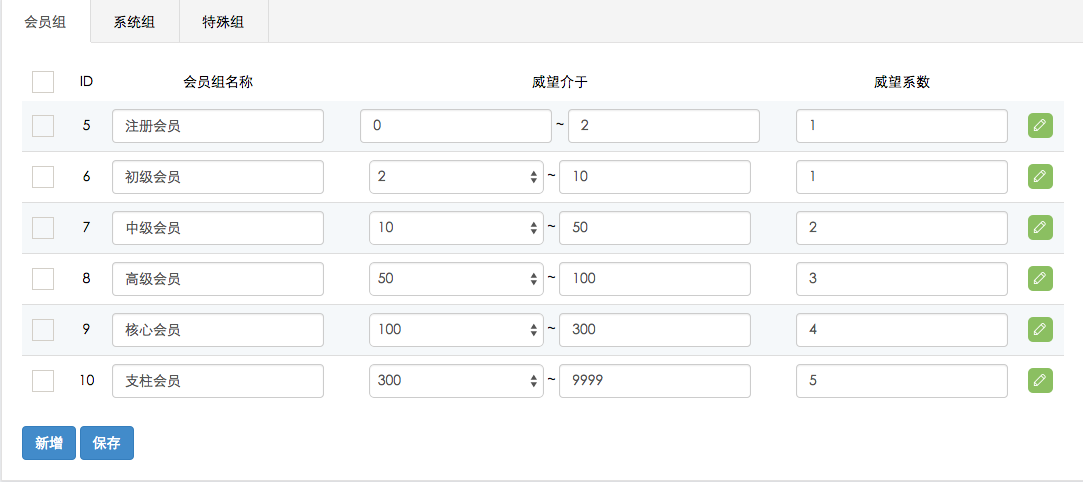 会员组 系统组 特殊组
ID 会员组名称 威望介于 威望系数
5 注册会员 0 ~ 2 1
6 初级会员 2 ~ 10 1
7 中级会员 10 ~ 50 2
8 高级会员 50 ~ 100 3
9 核心会员 100 ~ 300 4
10 支柱会员 300 ~ 9999 5
新增 保存